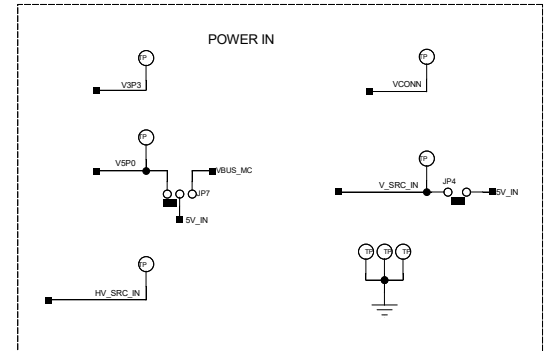 POWER IN
TP
V3P3
TP
VCONN
TP
V5P0
VBUS_MC
JP7
5V_IN
TP
V_SRC_IN
JP4
5V_IN
TP
HV_SRC_IN
TP TP TP